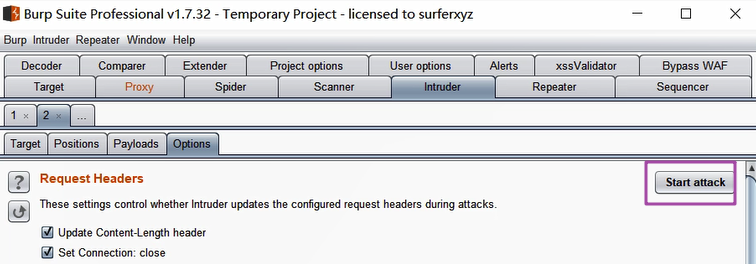 Burp Suite Professional v1.7.32 - Temporary Project - licensed to surferxyz
Burp Intruder Repeater Window Help
Decoder Comparer Extender Project options User options Alerts xssValidator Bypass WAF
Target Proxy Spider Scanner Intruder Repeater Sequencer
1 × 2 × ...
Target Positions Payloads Options
? Request Headers Start attack
These settings control whether Intruder updates the configured request headers during attacks.
Update Content-Length header
Set Connection: close